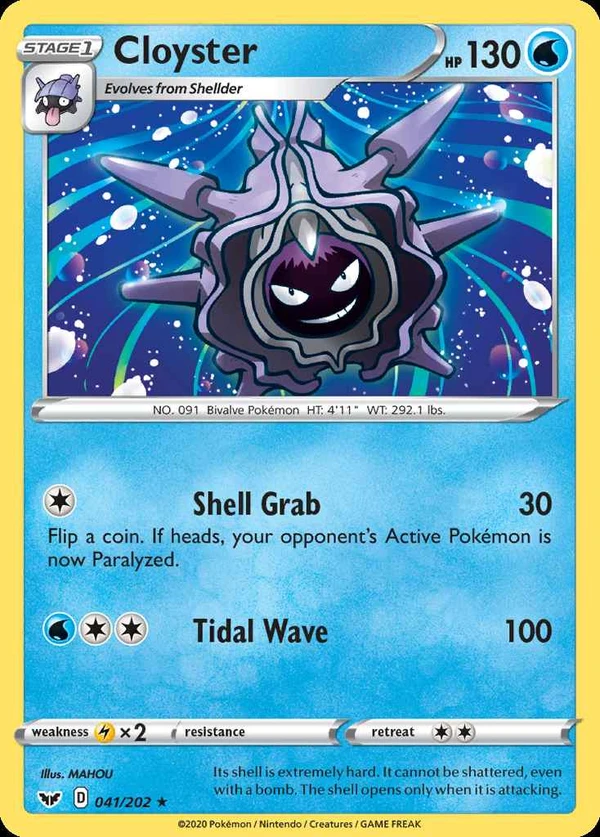 STAGE 1 Cloyster HP 130
Evolves from Shellder
NO. 091 Bivalve Pokémon HT: 4'11" WT: 292.1 lbs.
Shell Grab 30
Flip a coin. If heads, your opponent's Active Pokémon is
now Paralyzed.
Tidal Wave 100
weakness ×2 resistance retreat
Illus. MAHOU
Its shell is extremely hard. It cannot be shattered, even
with a bomb. The shell opens only when it is attacking.
D 041/202 ★
©2020 Pokémon / Nintendo / Creatures / GAME FREAK